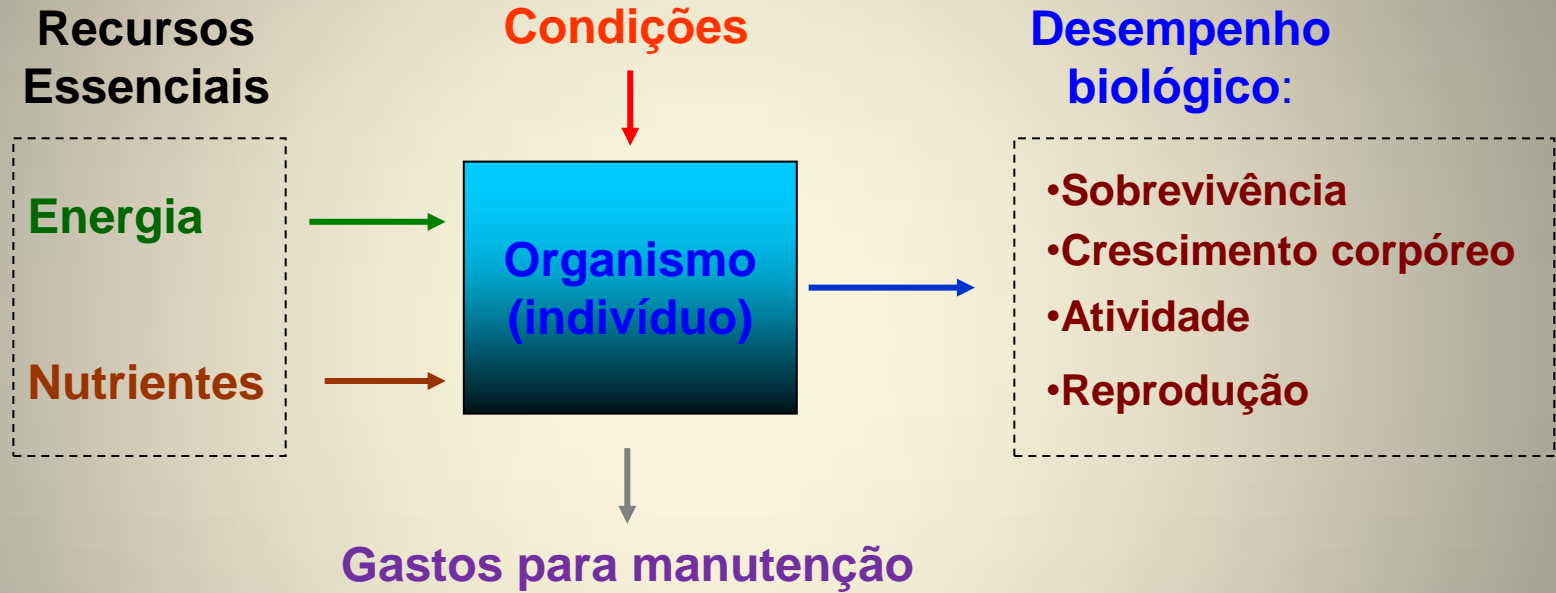 Recursos
Essenciais
Energia
Nutrientes
Condições
Organismo
(indivíduo)
Gastos para manutenção
Desempenho
biológico:
•Sobrevivência
•Crescimento corpóreo
•Atividade
•Reprodução